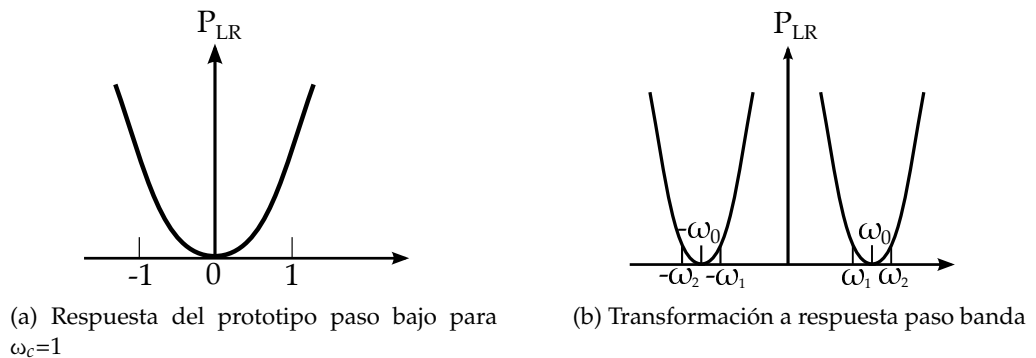 P_LR
-1 0 1
(a) Respuesta del prototipo paso bajo para
ω_c=1
P_LR
-ω_0 ω_0
-ω_2 -ω_1 ω_1 ω_2
(b) Transformación a respuesta paso banda